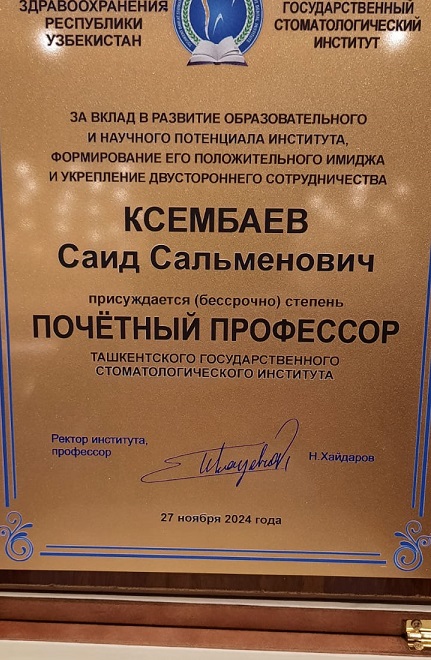 ЗДРАВООХРАНЕНИЯ
РЕСПУБЛИКИ
УЗБЕКИСТАН
ГОСУДАРСТВЕННЫЙ
СТОМАТОЛОГИЧЕСКИЙ
ИНСТИТУТ
ЗА ВКЛАД В РАЗВИТИЕ ОБРАЗОВАТЕЛЬНОГО
И НАУЧНОГО ПОТЕНЦИАЛА ИНСТИТУТА,
ФОРМИРОВАНИЕ ЕГО ПОЛОЖИТЕЛЬНОГО ИМИДЖА
И УКРЕПЛЕНИЕ ДВУСТОРОННЕГО СОТРУДНИЧЕСТВА
КСЕМБАЕВ
Саид Сальменович
присуждается (бессрочно) степень
ПОЧЁТНЫЙ ПРОФЕССОР
ТАШКЕНТСКОГО ГОСУДАРСТВЕННОГО
СТОМАТОЛОГИЧЕСКОГО ИНСТИТУТА
Ректор института,
профессор
Н.Хайдаров
27 ноября 2024 года